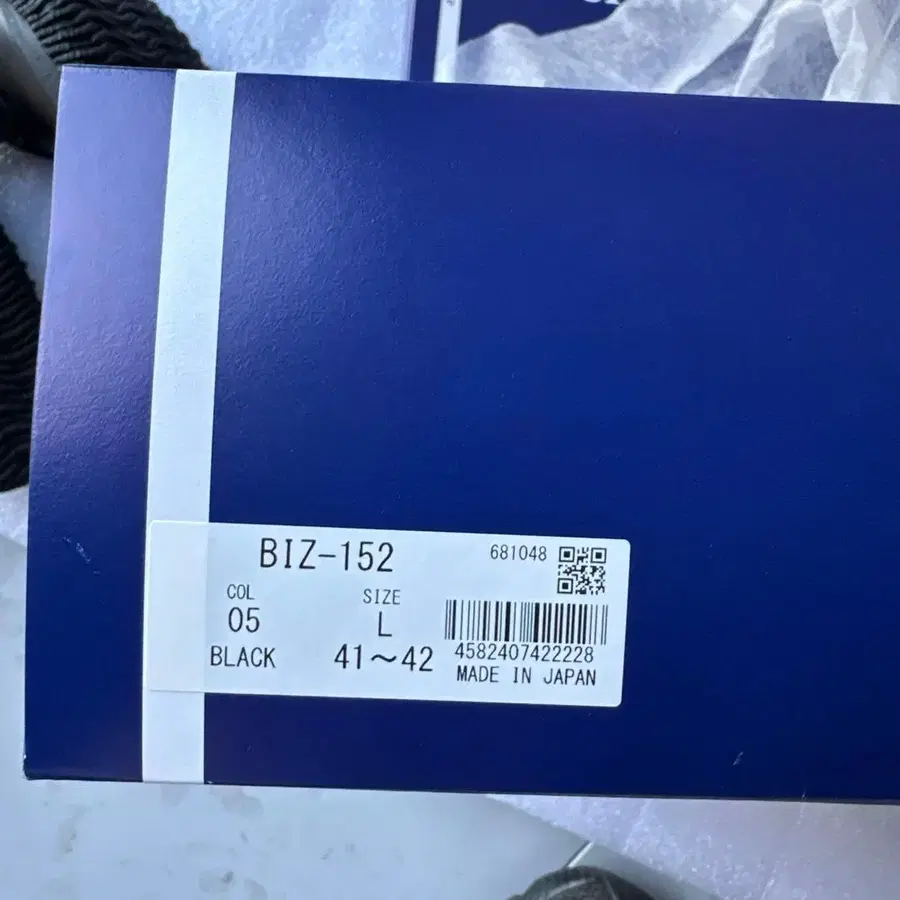 BIZ-152
681048
COL
SIZE
05
L
BLACK
41~42
4582407422228
MADE IN JAPAN